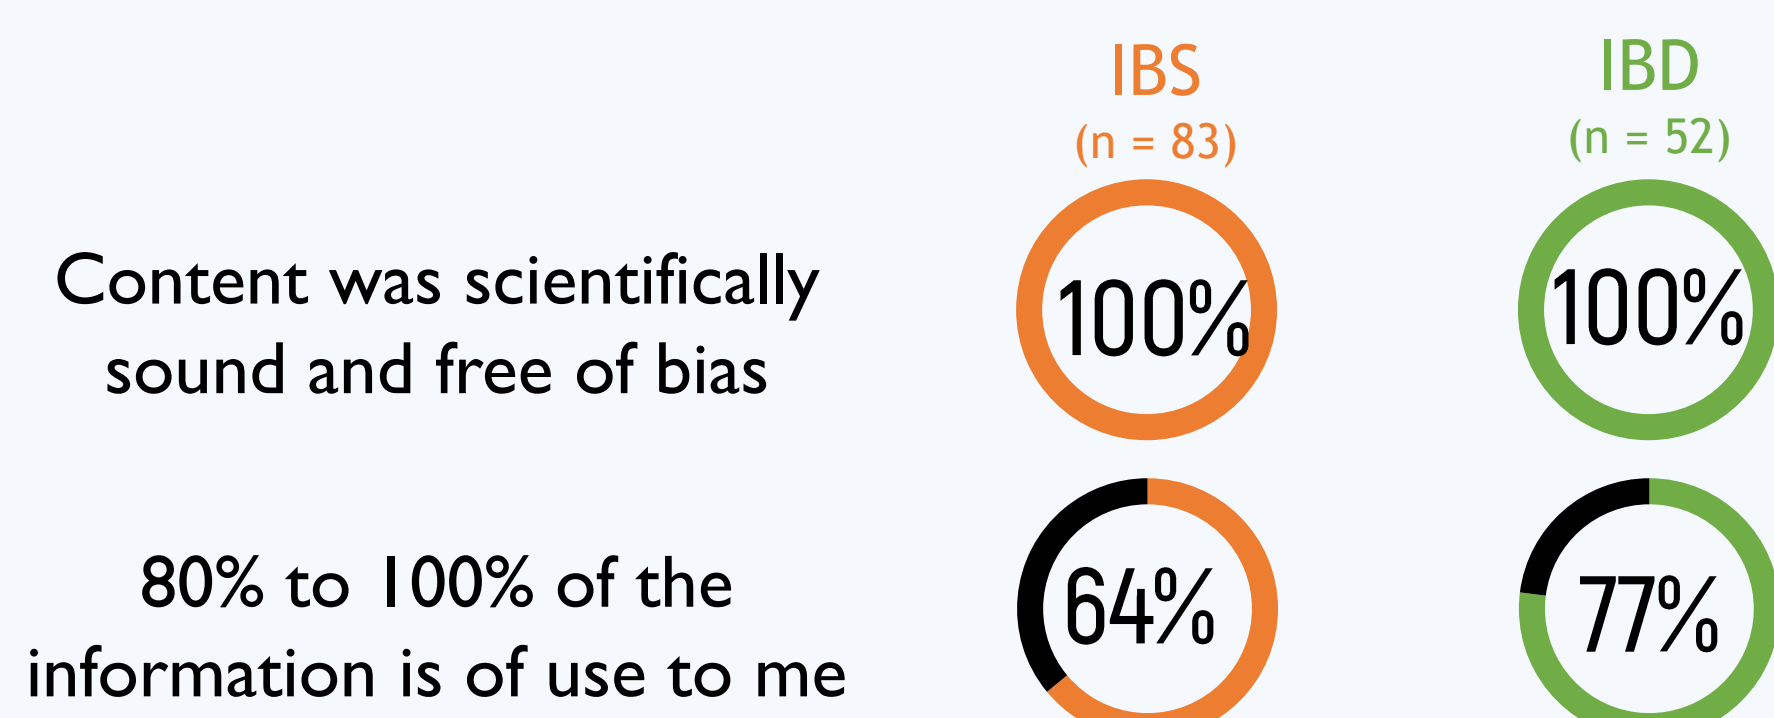 IBS
IBD
(n = 83)
(n = 52)
Content was scientifically
sound and free of bias
100%
100%
80% to 100% of the
information is of use to me
64%
77%